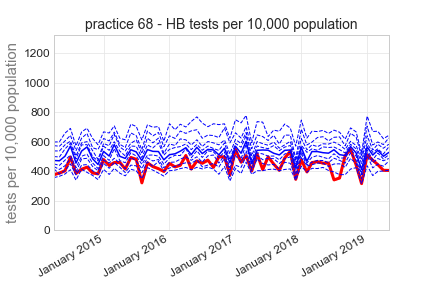 practice 68 - HB tests per 10,000 population
tests per 10,000 population
1200
1000
800
600
400
200
0
January 2015
January 2016
January 2017
January 2018
January 2019